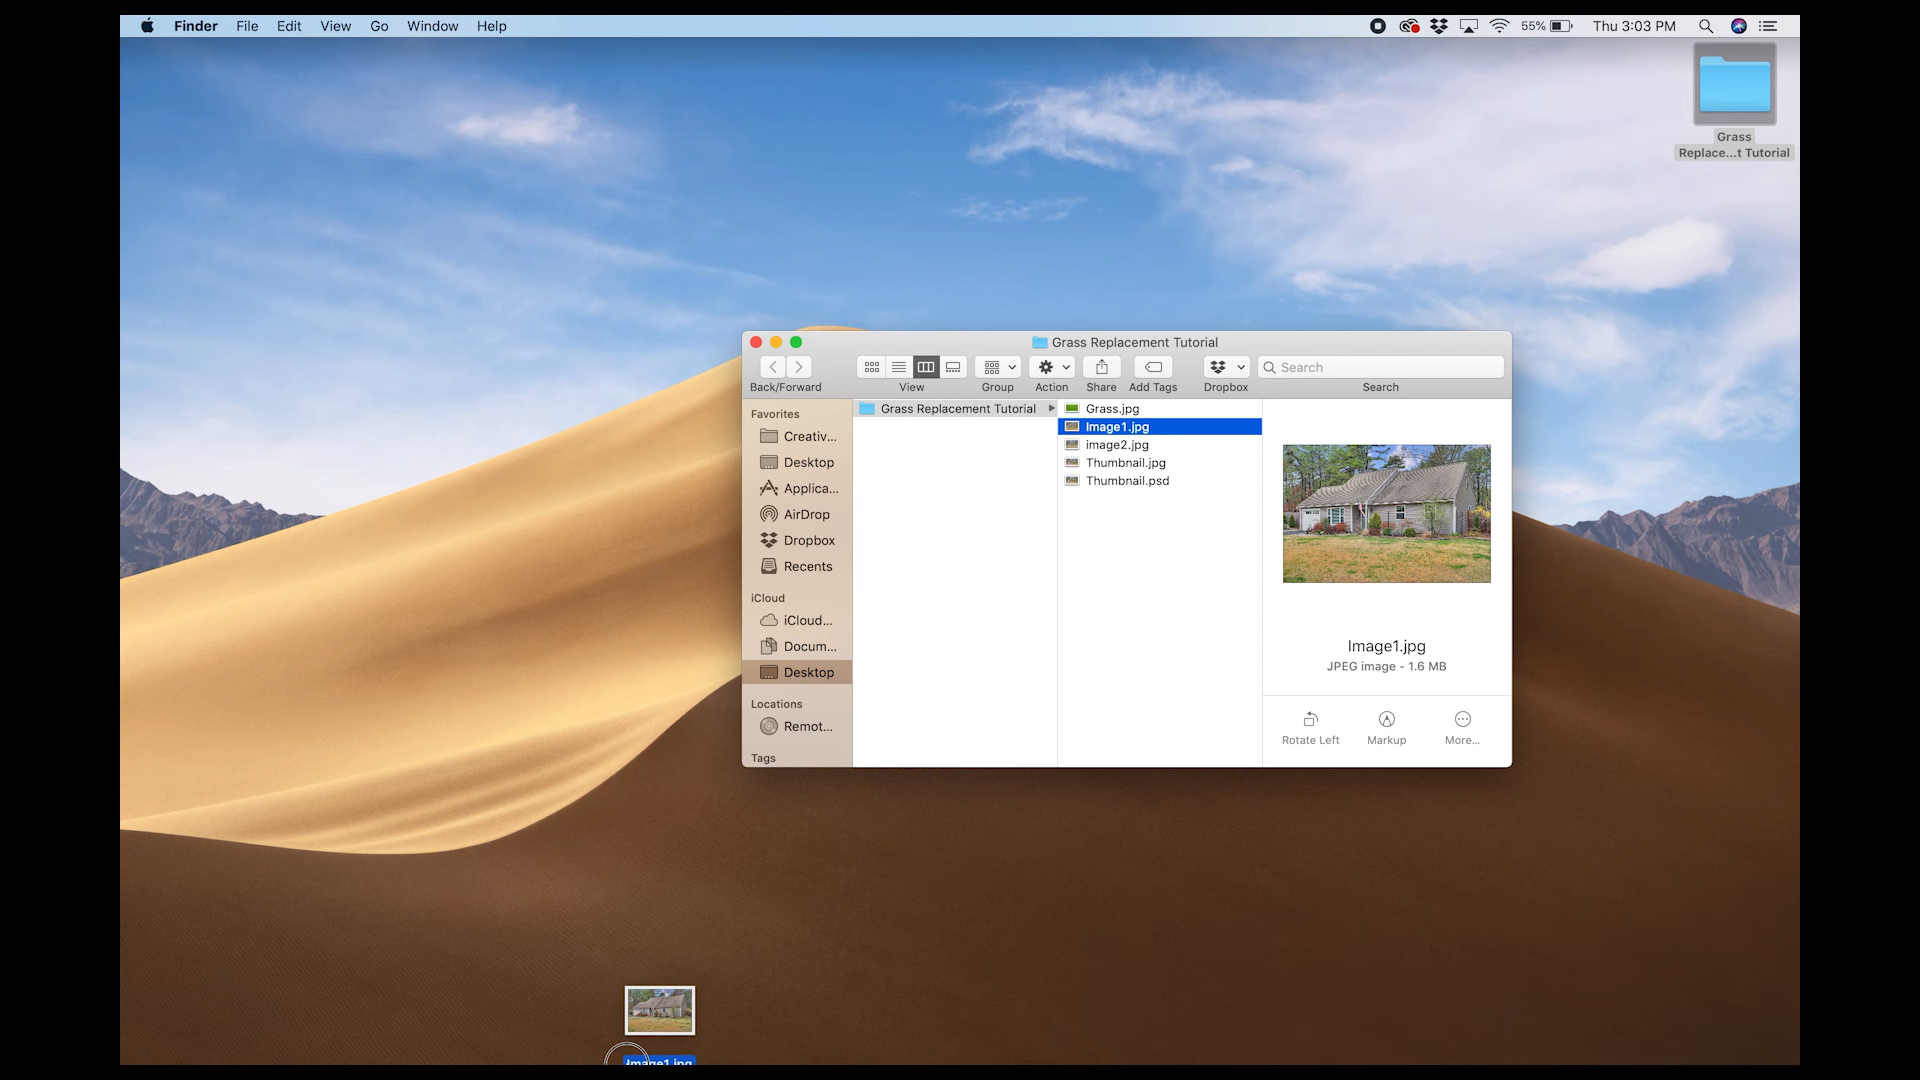 Finder File Edit View Go Window Help 55% Thu 3:03 PM
Grass
Replace...t Tutorial
Grass Replacement Tutorial
Search
Back/Forward View Group Action Share Add Tags Dropbox Search
Favorites
Creativ...
Desktop
Applica...
AirDrop
Dropbox
Recents
iCloud
iCloud...
Docum...
Desktop
Locations
Remot...
Tags
Grass Replacement Tutorial
Grass.jpg
Image1.jpg
image2.jpg
Thumbnail.jpg
Thumbnail.psd
Image1.jpg
JPEG image - 1.6 MB
Rotate Left Markup More...
Image1.jpg